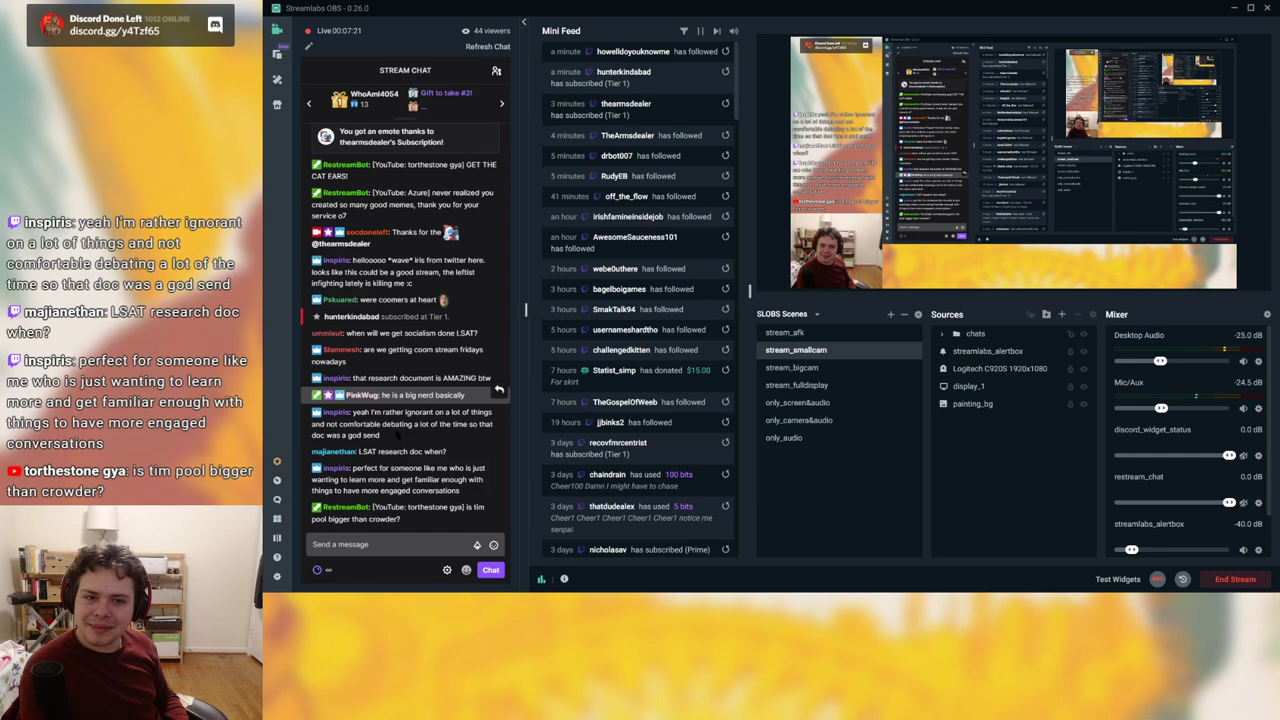 Discord Done Left 1012 ONLINE
discord.gg/y4Tzf65
inspiris: yeah I'm rather ignorant
on a lot of things and not
comfortable debating a lot of the
time so that doc was a god send
majianethan: LSAT research doc
when?
inspiris: perfect for someone like
me who is just wanting to learn
more and get familiar enough with
things to have more engaged
conversations
torthestone gya: is tim pool bigger
than crowder?
Streamlabs OBS - 0.26.0
Live 00:07:21
44 viewers
Refresh Chat
STREAM CHAT
WhoAmI4054
13
Gift to take #2!
...
You got an emote thanks to
thearmsdealer's Subscription!
RestreamBot: [YouTube: torthestone gya] GET THE
CAT EARS!
RestreamBot: [YouTube: Azure] never realized you
created so many good menes, thank you for your
service o7
socdoneleft: Thanks for the
@thearmsdealer
inspiris: hellooooo *wave* iris from twitter here.
looks like this could be a good stream, the leftist
infighting lately is killing me :c
Pskuared: were coomers at heart
hunterkindabad subscribed at Tier 1.
ummlaut: when will we get socialism done LSAT?
Slammesh: are we getting coom stream fridays
nowadays
inspiris: that research document is AMAZING btw
PinkWug: he is a big nerd basically
inspiris: yeah I'm rather ignorant on a lot of things
and not comfortable debating a lot of the time so that
doc was a god send
majianethan: LSAT research doc when?
inspiris: perfect for someone like me who is just
wanting to learn more and get familiar enough with
things to have more engaged conversations
RestreamBot: [YouTube: torthestone gya] is tim
pool bigger than crowder?
Send a message
∞
Chat
Mini Feed
a minute howelldoyouknowme has followed
a minute hunterkindabad
has subscribed (Tier 1)
2 minutes thearmsdealer
has subscribed (Tier 1)
4 minutes TheArmsdealer has followed
5 minutes drbot007 has followed
5 minutes RudyEB has followed
an hour off_the_flow has followed
an hour irishfamineinsidejob has followed
an hour AwesomeSauceness101
has followed
2 hours webe0uthere has followed
3 hours bagelboigames has followed
4 hours SmakTalk94 has followed
5 hours usernameshardtho has followed
5 hours challengedkitten has followed
7 hours Statist_simp has donated $15.00
For skirt
7 hours TheGospelOfWeeb has followed
19 hours jjbinks2 has followed
3 days recovfmrcentrist
has subscribed (Tier 1)
3 days chaindrain has used 100 bits
Cheer100 Damn I might have to chase
3 days thatdudealex has used 5 bits
Cheer1 Cheer1 Cheer1 Cheer1 Cheer1 notice me
senpai
3 days nicholasav has subscribed (Prime)
SLOBS Scenes
stream_afk
stream_smallcam
stream_bigcam
stream_fulldisplay
only_screen&audio
only_camera&audio
only_audio
Sources
chats
streamlabs_alertbox
Logitech C920S 1920x1080
display_1
painting_bg
Mixer
Desktop Audio -25.0 dB
Mic/Aux -24.5 dB
discord_widget_status 0.0 dB
restream_chat 0.0 dB
streamlabs_alertbox -40.0 dB
Test Widgets
REC
End Stream